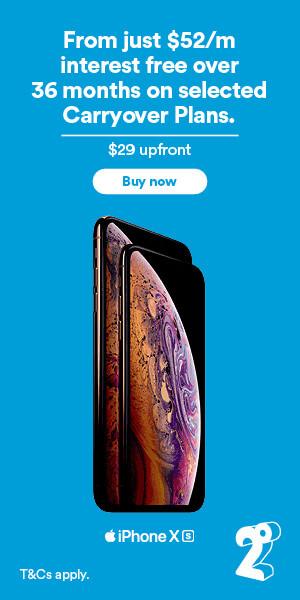 From just $52/m
interest free over
36 months on selected
Carryover Plans.
$29 upfront
Buy now
iPhone XS
T&Cs apply.
2°